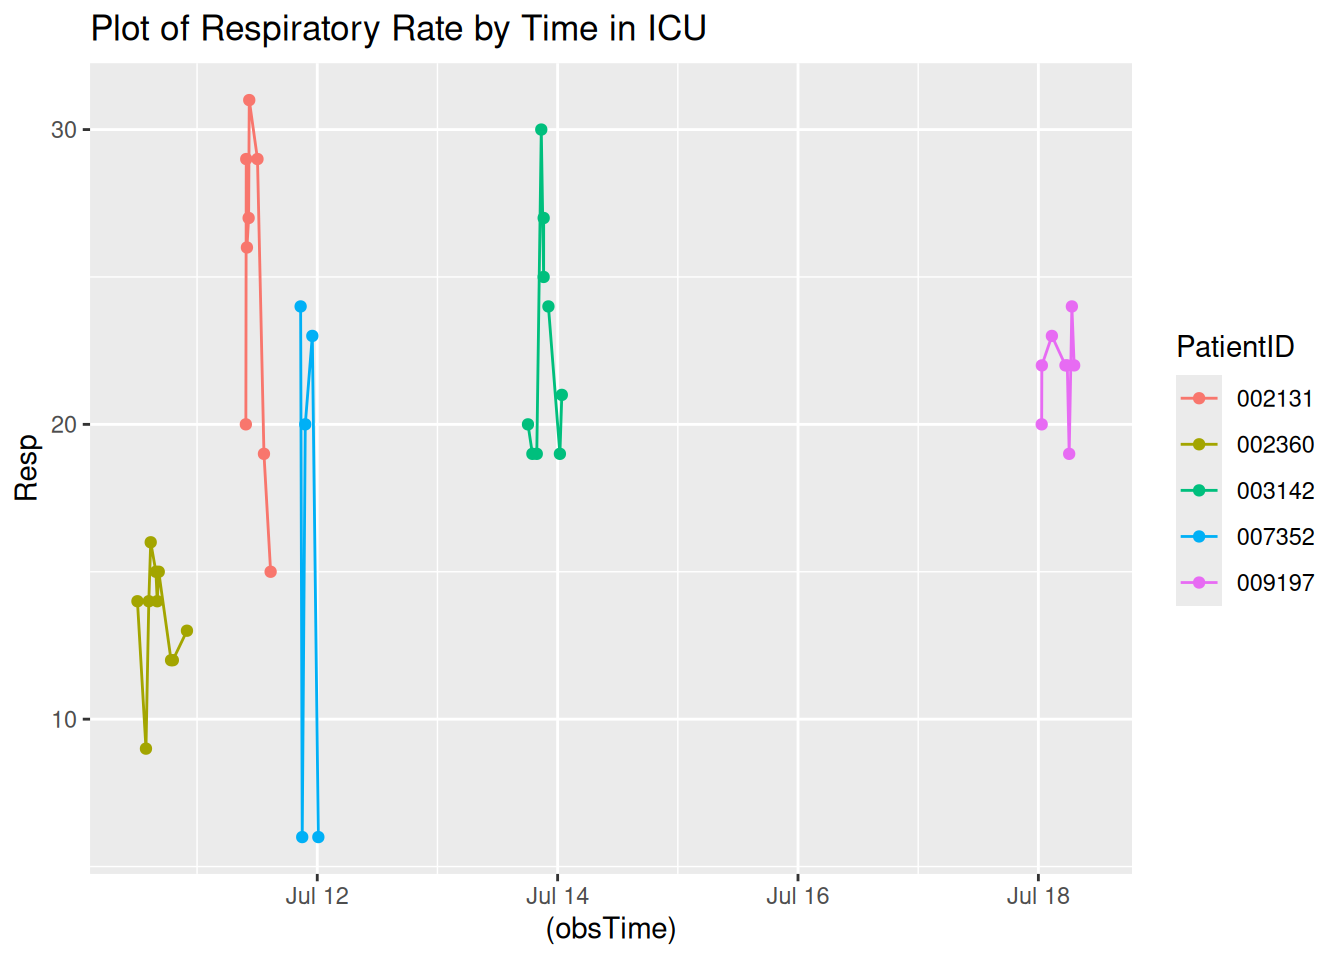 Plot of Respiratory Rate by Time in ICU
30
20
10
Resp
Jul 12
Jul 14
Jul 16
Jul 18
(obsTime)
PatientID
002131
002360
003142
007352
009197